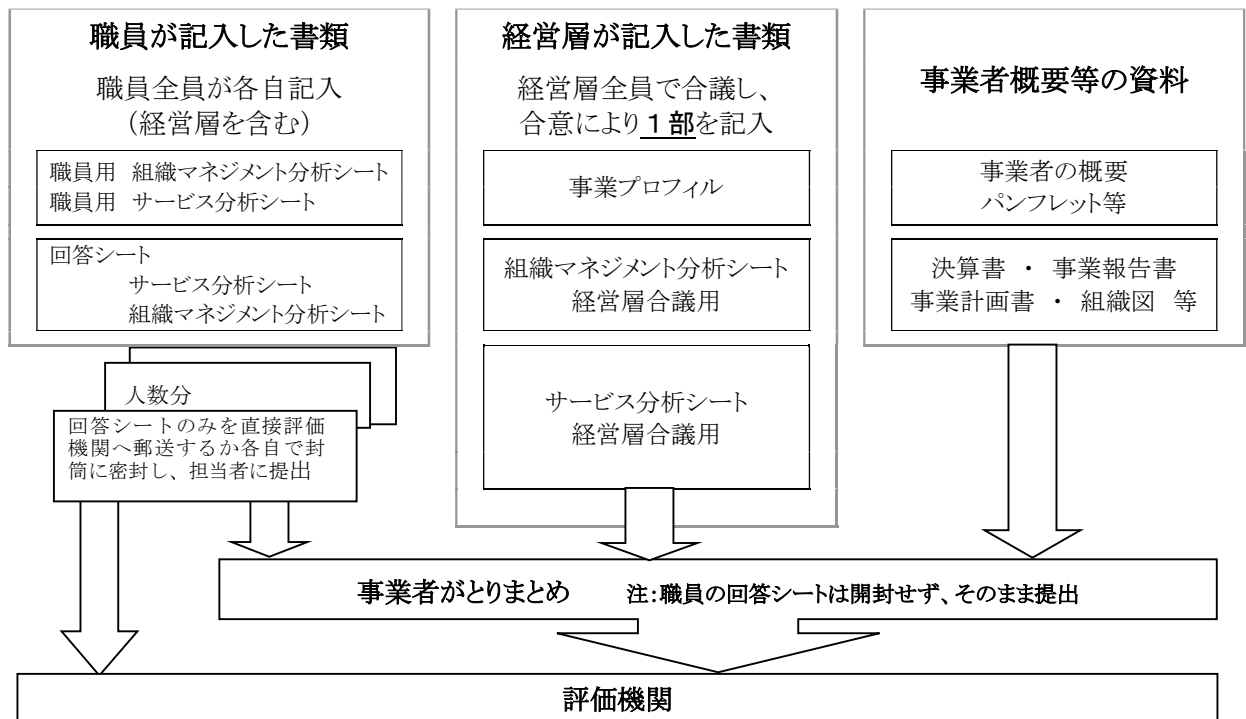 職員が記入した書類
職員全員が各自記入
（経営層を含む）
職員用 組織マネジメント分析シート
職員用 サービス分析シート
回答シート
サービス分析シート
組織マネジメント分析シート
人数分
回答シートのみを直接評価
機関へ郵送するか各自で封
筒に密封し、担当者に提出
経営層が記入した書類
経営層全員で合議し、
合意により１部を記入
事業プロフィル
組織マネジメント分析シート
経営層合議用
サービス分析シート
経営層合議用
事業者概要等の資料
事業者の概要
パンフレット等
決算書 ・ 事業報告書
事業計画書 ・ 組織図 等
事業者がとりまとめ 注：職員の回答シートは開封せず、そのまま提出
評価機関